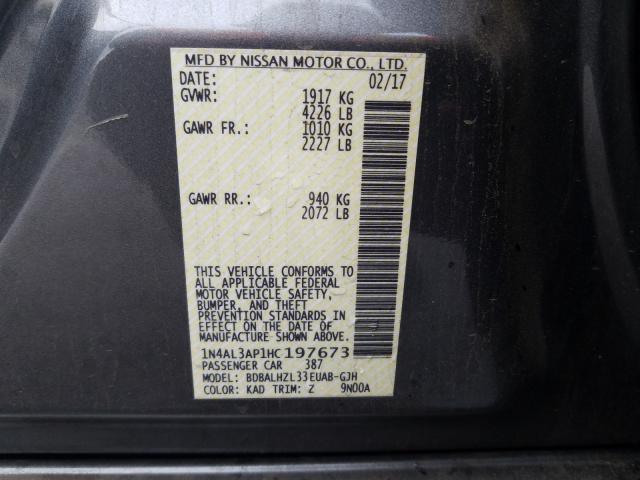 MFD BY NISSAN MOTOR CO., LTD.
DATE: 02/17
GVWR: 1917 KG
4226 LB
GAWR FR.: 1010 KG
2227 LB
GAWR RR.: 940 KG
2072 LB
THIS VEHICLE CONFORMS TO
ALL APPLICABLE FEDERAL
MOTOR VEHICLE SAFETY,
BUMPER, AND THEFT
PREVENTION STANDARDS
IN EFFECT ON THE DATE OF
MANUFACTURE SHOWN ABOVE.
1N4AL3AP1HC197673
PASSENGER CAR 387
MODEL: BDBALHZL33EUAB-GJH
COLOR: KAD TRIM: Z 9N00A